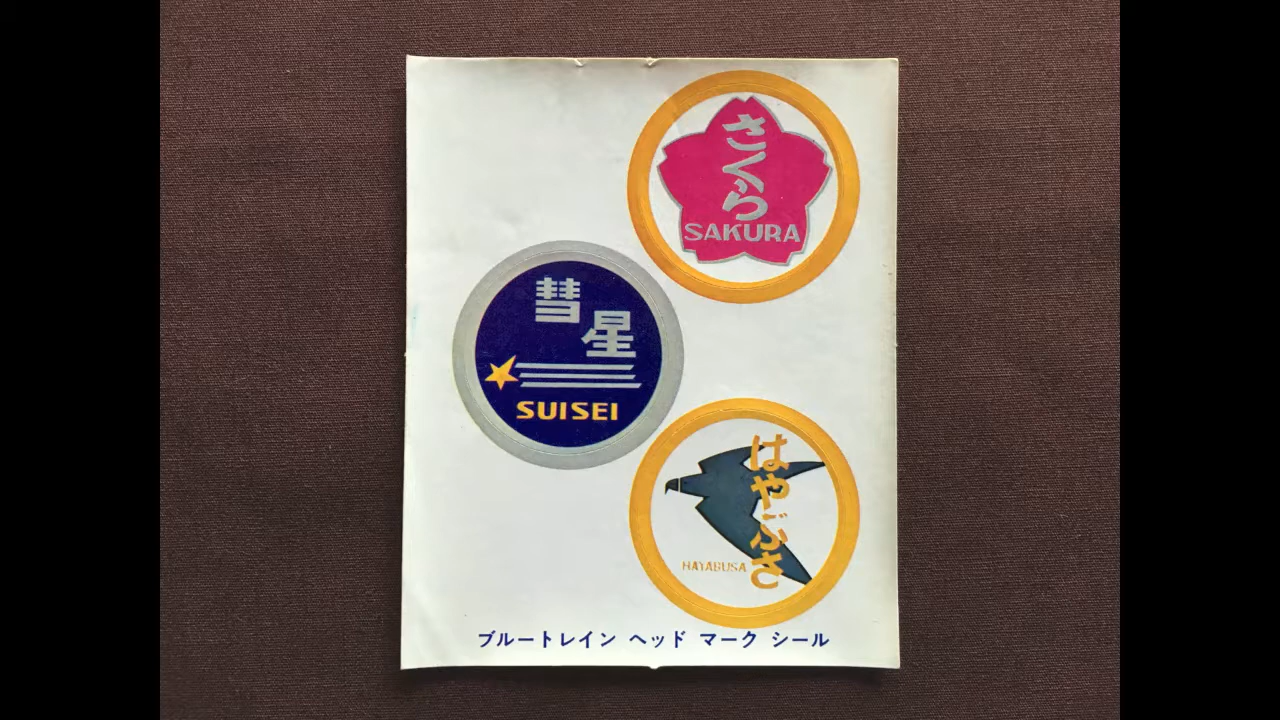 さくら
SAKURA
彗星
SUISEI
はやぶさ
HAYABUSA
ブルートレイン ヘッド マーク シール